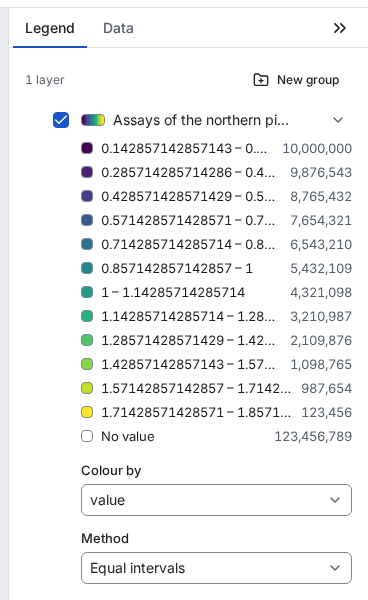 Legend Data
1 layer New group
Assays of the northern pi...
0.142857142857143 – 0.... 10,000,000
0.285714285714286 – 0.4... 9,876,543
0.428571428571429 – 0.5... 8,765,432
0.571428571428571 – 0.7... 7,654,321
0.714285714285714 – 0.8... 6,543,210
0.857142857142857 – 1 5,432,109
1 – 1.14285714285714 4,321,098
1.14285714285714 – 1.28... 3,210,987
1.28571428571429 – 1.42... 2,109,876
1.42857142857143 – 1.57... 1,098,765
1.57142857142857 – 1.7142... 987,654
1.71428571428571 – 1.8571... 123,456
No value 123,456,789
Colour by
value
Method
Equal intervals